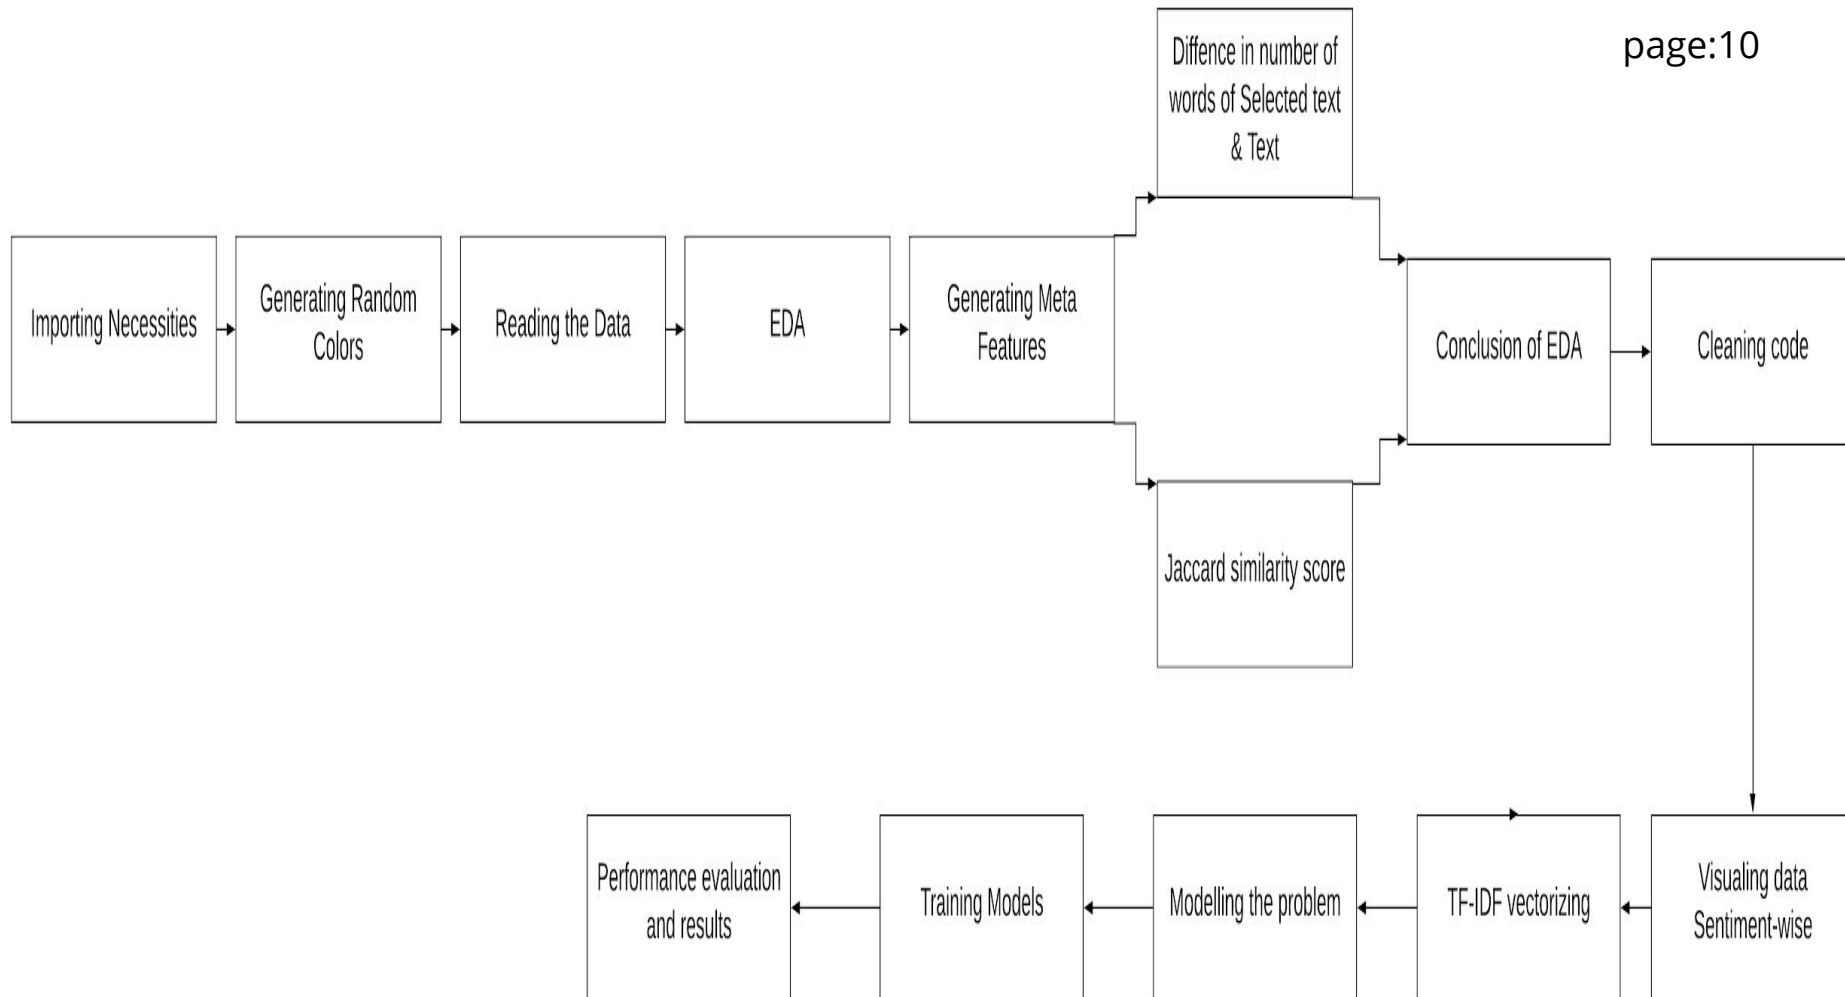 page:10
Diffence in number of
words of Selected text
& Text
Importing Necessities
Generating Random
Colors
Reading the Data
EDA
Generating Meta
Features
Conclusion of EDA
Cleaning code
Jaccard similarity score
Visualing data
Sentiment-wise
TF-IDF vectorizing
Modelling the problem
Training Models
Performance evaluation
and results